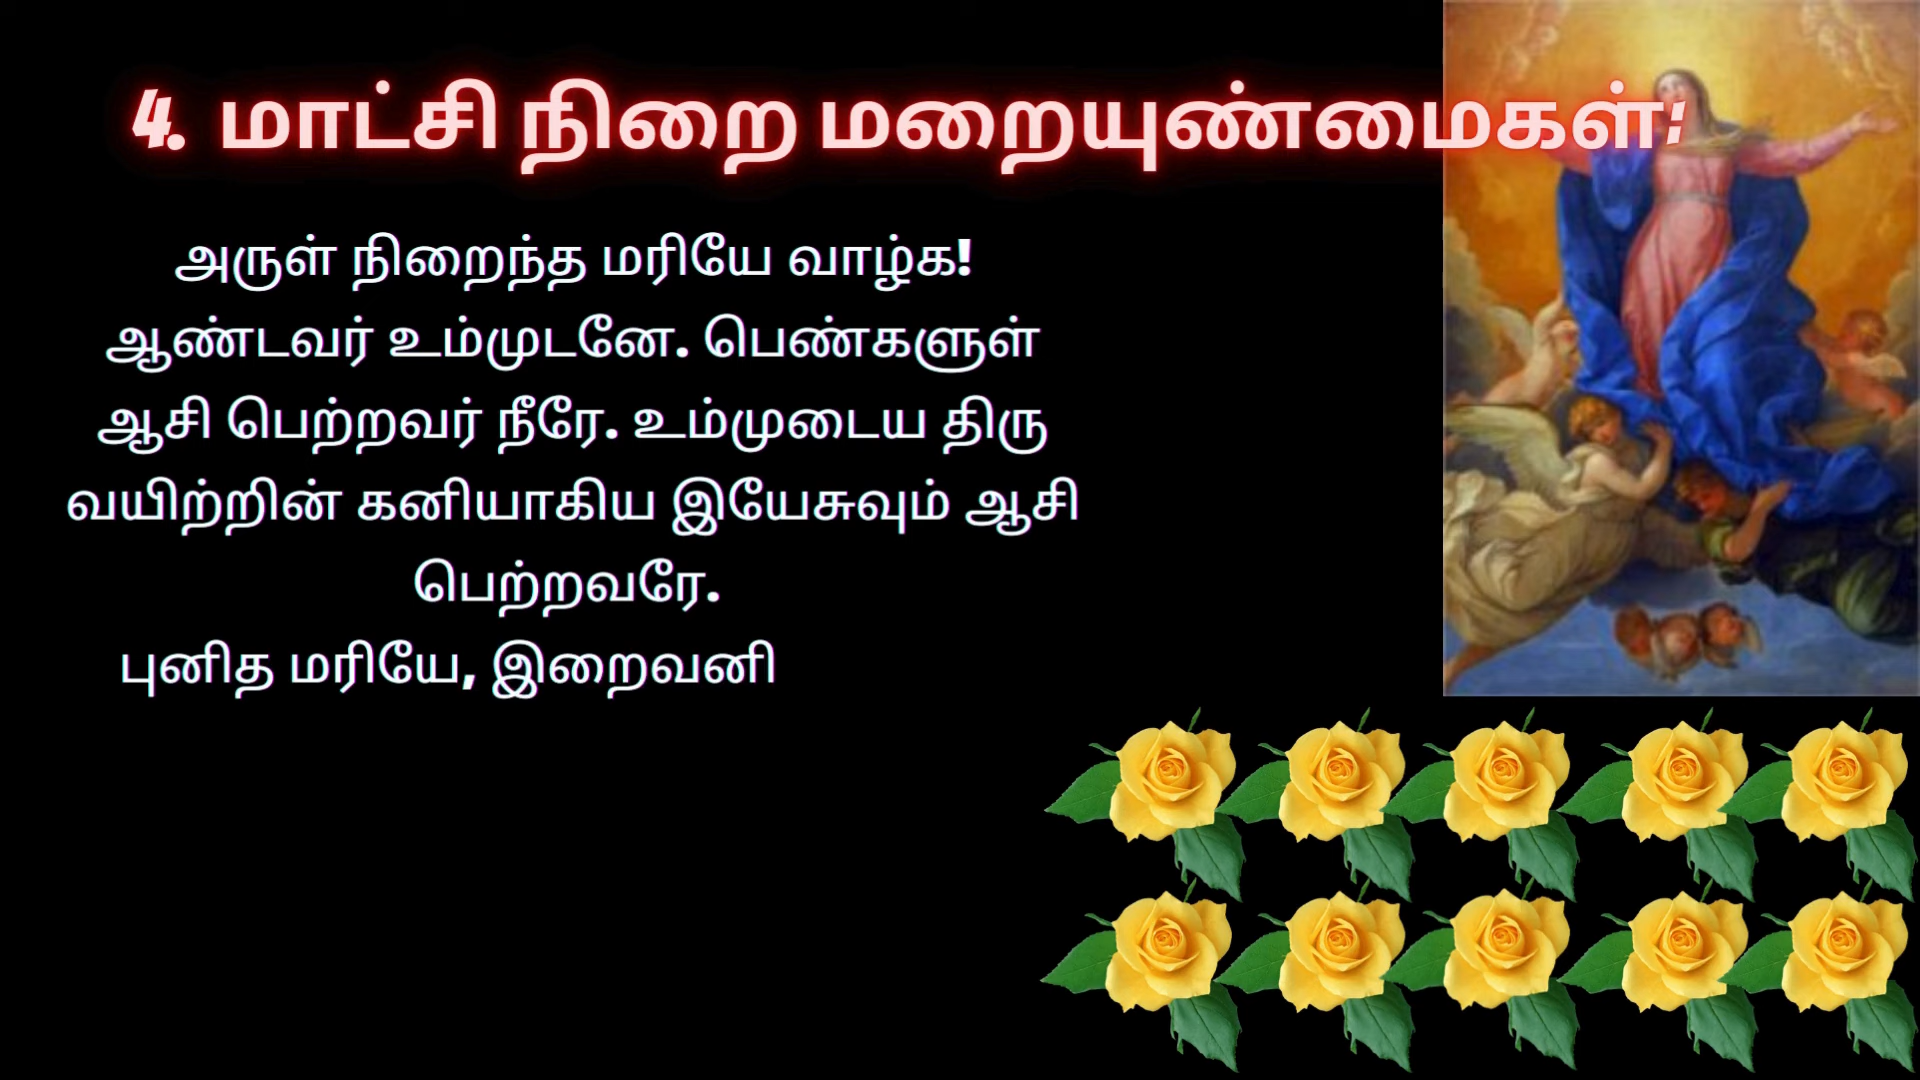 4. மாட்சி நிறை மறையுண்மைகள்:
அருள் நிறைந்த மரியே வாழ்க!
ஆண்டவர் உம்முடனே. பெண்களுள்
ஆசி பெற்றவர் நீரே. உம்முடைய திரு
வயிற்றின் கனியாகிய இயேசுவும் ஆசி
பெற்றவரே.
புனித மரியே, இறைவனி